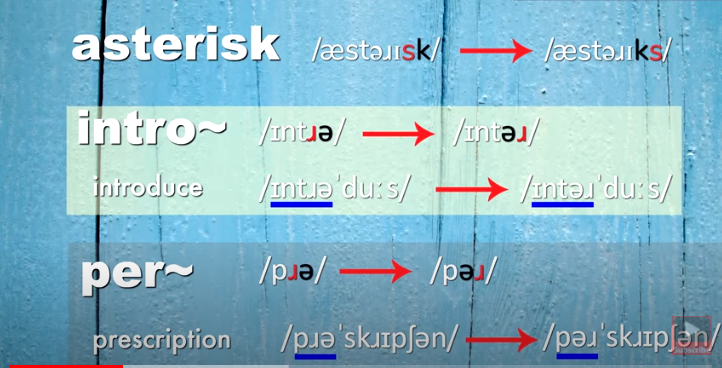 asterisk /æstəɹɪsk/ /æstəɹɪks/
intro~ /ɪntɹə/ /ɪntəɹ/
introduce /ɪntɹəˈduːs/ /ɪntəɹˈduːs/
per~ /pɹə/ /pəɹ/
prescription /pɹəˈskɹɪpʃən/ /pəɹˈskɹɪpʃən/